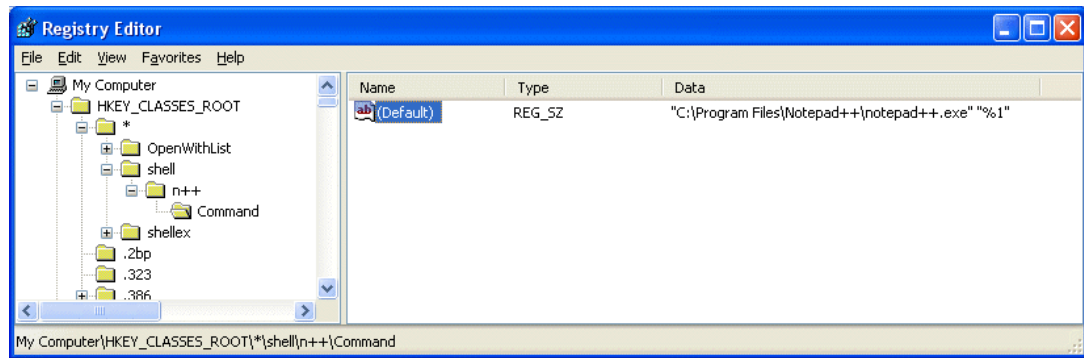 Registry Editor
File Edit View Favorites Help
My Computer
HKEY_CLASSES_ROOT
*
OpenWithList
shell
n++
Command
shellex
.2bp
.323
.386
Name Type Data
ab (Default) REG_SZ "C:\Program Files\Notepad++\notepad++.exe" "%1"
My Computer\HKEY_CLASSES_ROOT\*\shell\n++\Command